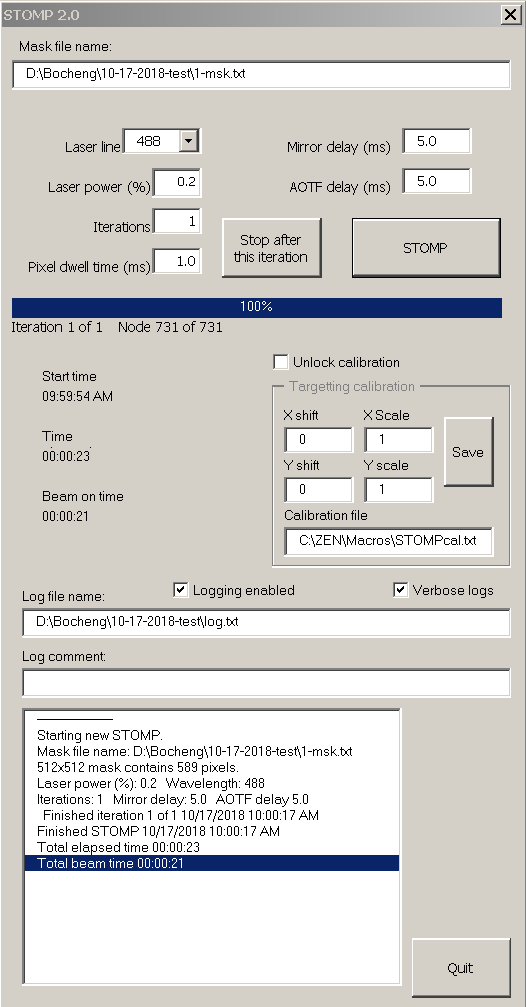 STOMP 2.0
Mask file name:
D:\Bocheng\10-17-2018-test\1-msk.txt
Laser line 488 Mirror delay (ms) 5.0
Laser power (%) 0.2 AOTF delay (ms) 5.0
Iterations 1
Stop after
this iteration
STOMP
Pixel dwell time (ms) 1.0
100%
Iteration 1 of 1 Node 731 of 731
Unlock calibration
Start time
09:59:54 AM
Time
00:00:23
Beam on time
00:00:21
Targetting calibration
X shift X Scale
0 1
Y shift Y scale
0 1
Save
Calibration file
C:\ZEN\Macros\STOMPcal.txt
Logging enabled Verbose logs
Log file name:
D:\Bocheng\10-17-2018-test\log.txt
Log comment:
Starting new STOMP.
Mask file name: D:\Bocheng\10-17-2018-test\1-msk.txt
512x512 mask contains 589 pixels.
Laser power (%): 0.2 Wavelength: 488
Iterations: 1 Mirror delay: 5.0 AOTF delay 5.0
Finished iteration 1 of 1 10/17/2018 10:00:17 AM
Finished STOMP 10/17/2018 10:00:17 AM
Total elapsed time 00:00:23
Total beam time 00:00:21
Quit